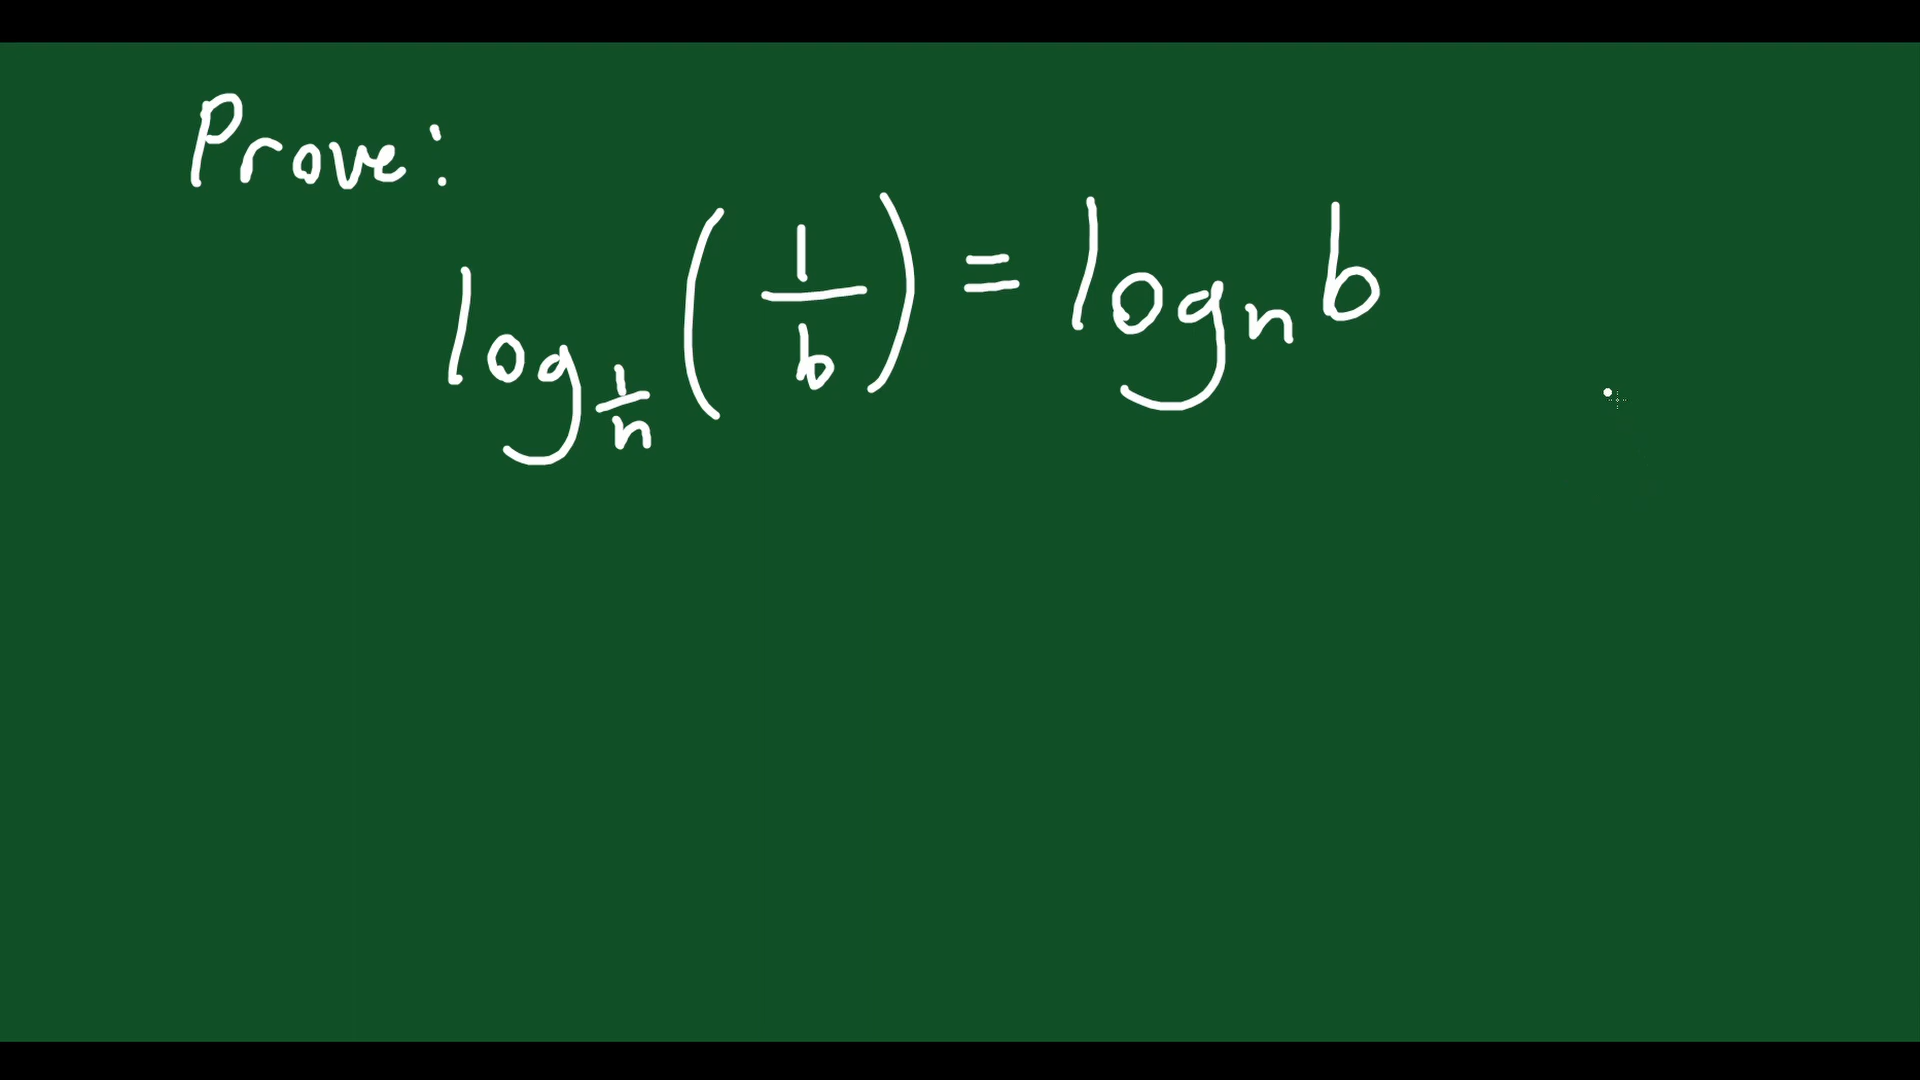 Prove:
log_{1/n} (1/b) = log_n b